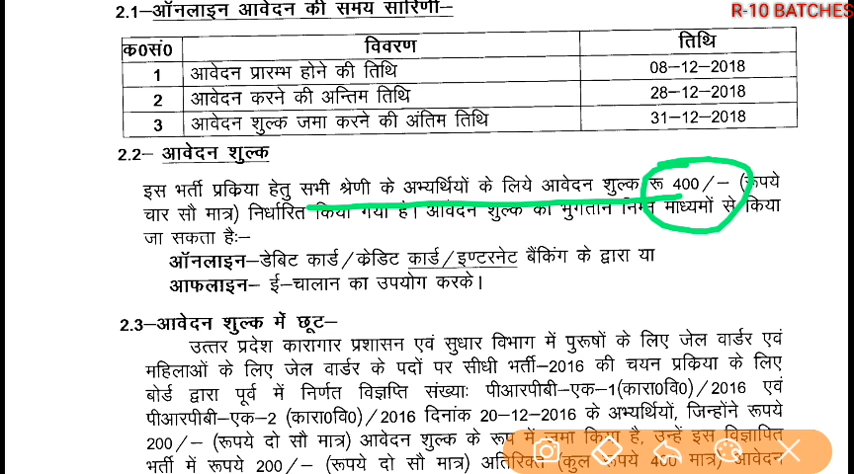 2.1–ऑनलाइन आवेदन की समय सारिणी–
R-10 BATCHES
क0सं0 विवरण तिथि
1 आवेदन प्रारम्भ होने की तिथि 08–12–2018
2 आवेदन करने की अन्तिम तिथि 28–12–2018
3 आवेदन शुल्क जमा करने की अंतिम तिथि 31–12–2018
2.2– आवेदन शुल्क
इस भर्ती प्रकिया हेतु सभी श्रेणी के अभ्यर्थियों के लिये आवेदन शुल्क रू 400/– (रूपये
चार सौ मात्र) निर्धारित किया गया है। आवेदन शुल्क का भुगतान निम्न माध्यमों से किया
जा सकता हैः–
ऑनलाइन–डेबिट कार्ड/क्रेडिट कार्ड/इण्टरनेट बैंकिंग के द्वारा या
आफलाइन– ई–चालान का उपयोग करके।
2.3–आवेदन शुल्क में छूट–
उत्तर प्रदेश कारागार प्रशासन एवं सुधार विभाग में पुरूषों के लिए जेल वार्डर एवं
महिलाओं के लिए जेल वार्डर के पदों पर सीधी भर्ती–2016 की चयन प्रकिया के लिए
बोर्ड द्वारा पूर्व में निर्णत विज्ञप्ति संख्याः पीआरपीबी–एक–1(कारा0वि0)/2016 एवं
पीआरपीबी–एक–2 (कारा0वि0)/2016 दिनांक 20–12–2016 के अभ्यर्थियों, जिन्होंने रूपये
200/– (रूपये दो सौ मात्र) आवेदन शुल्क के रूप में जमा किया है, उन्हें इस विज्ञापित
भर्ती में रूपये 200/– (रूपये दो सौ मात्र) अतिरिक्त (कुल रूपये 400 मात्र) आवेदन